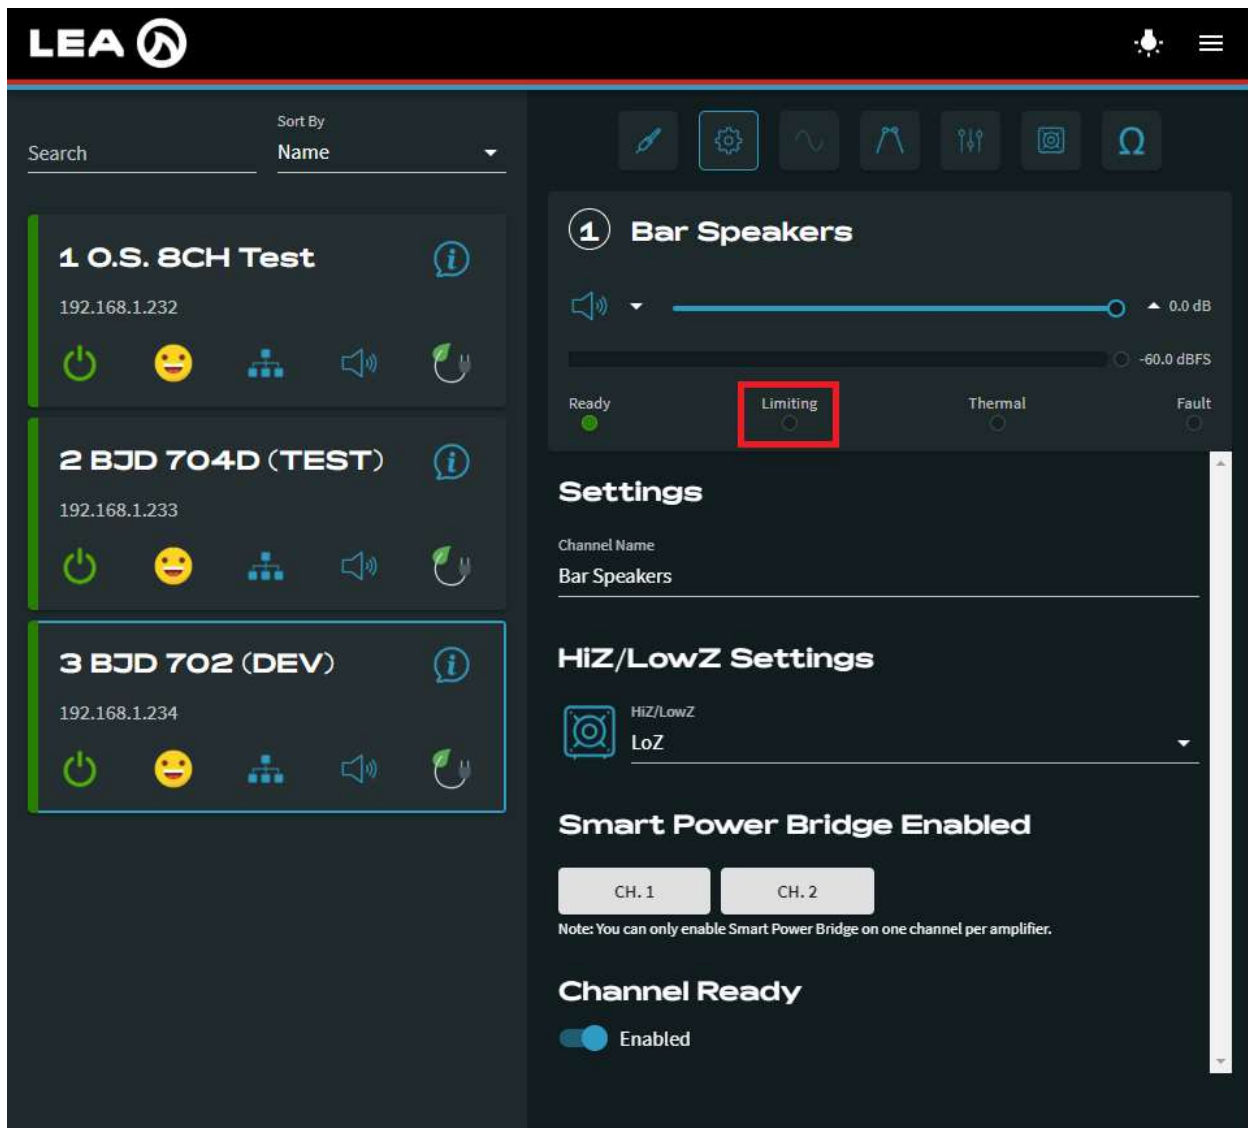 LEA
Search
Sort By
Name
1 O.S. 8CH Test
192.168.1.232
2 BJD 704D (TEST)
192.168.1.233
3 BJD 702 (DEV)
192.168.1.234
Ω
1 Bar Speakers
0.0 dB
-60.0 dBFS
Ready Limiting Thermal Fault
Settings
Channel Name
Bar Speakers
HiZ/LowZ Settings
HiZ/LowZ
LoZ
Smart Power Bridge Enabled
CH. 1 CH. 2
Note: You can only enable Smart Power Bridge on one channel per amplifier.
Channel Ready
Enabled